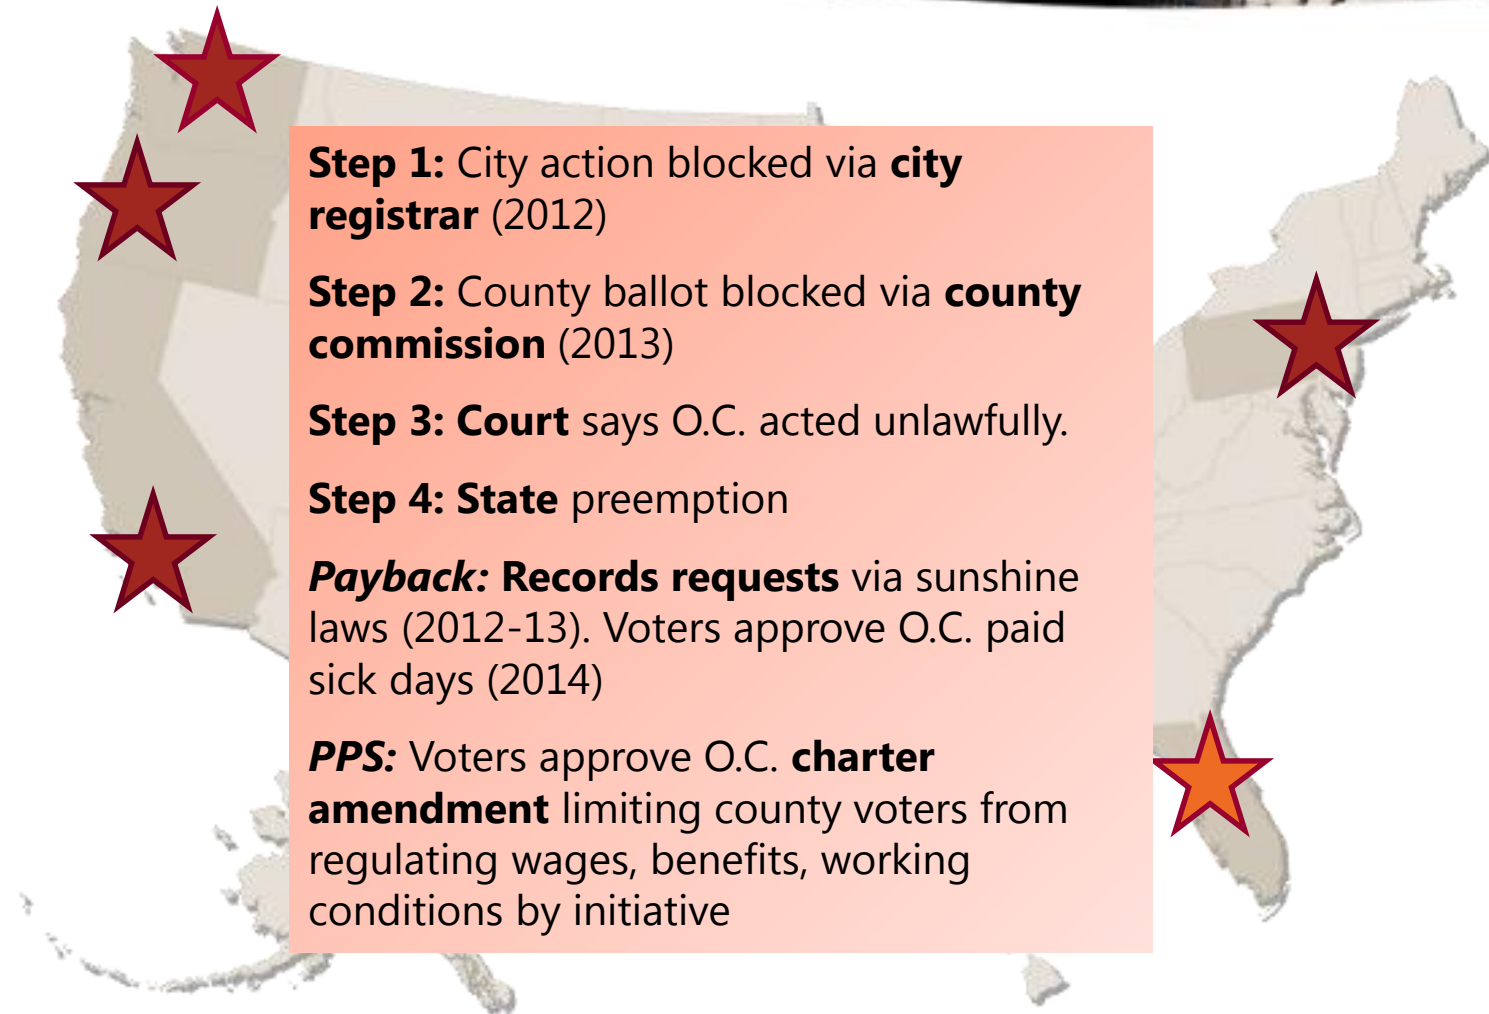 Step 1: City action blocked via city
registrar (2012)
Step 2: County ballot blocked via county
commission (2013)
Step 3: Court says O.C. acted unlawfully.
Step 4: State preemption
Payback: Records requests via sunshine
laws (2012-13). Voters approve O.C. paid
sick days (2014)
PPS: Voters approve O.C. charter
amendment limiting county voters from
regulating wages, benefits, working
conditions by initiative